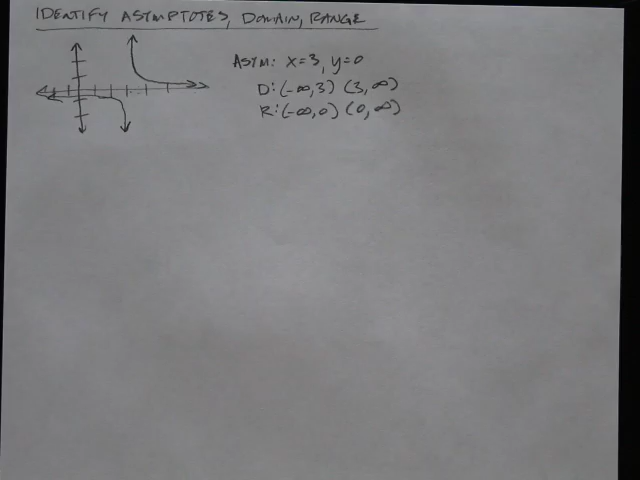 IDENTIFY ASYMPTOTES, DOMAIN, RANGE
ASYM: x=3, y=0
D: (-∞,3) (3,∞)
R: (-∞,0) (0,∞)